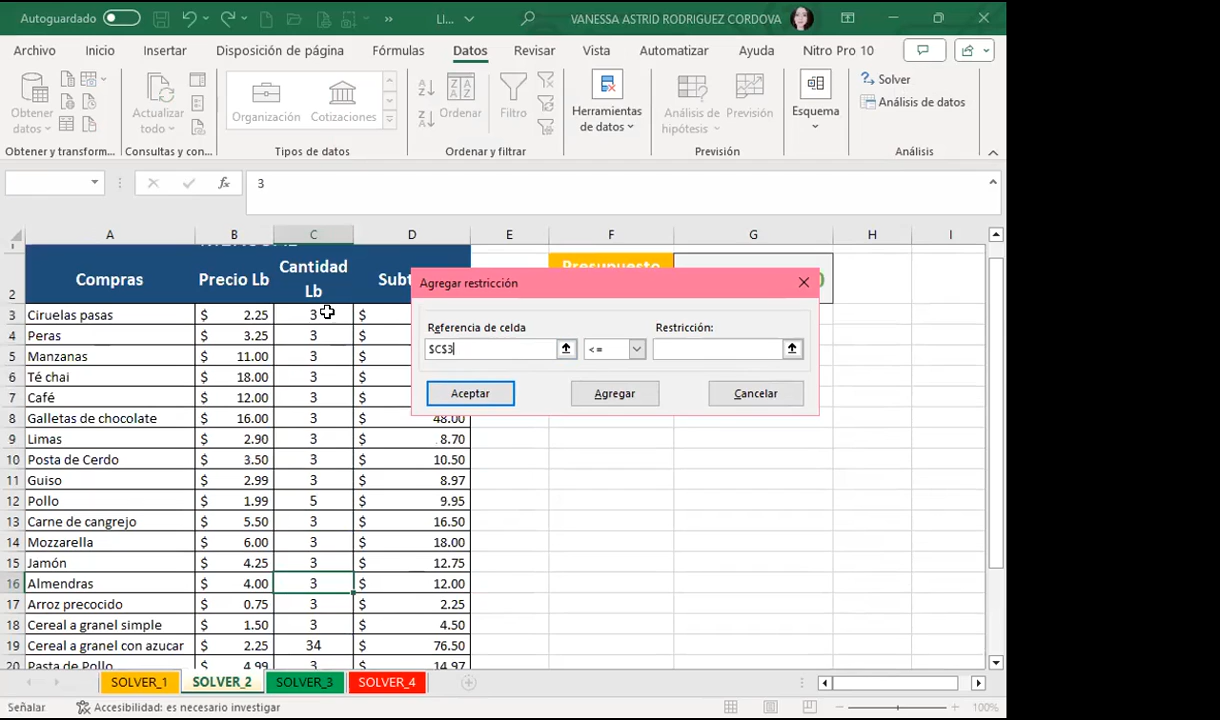 Autoguardado
LI...
VANESSA ASTRID RODRIGUEZ CORDOVA
Archivo Inicio Insertar Disposición de página Fórmulas Datos Revisar Vista Automatizar Ayuda Nitro Pro 10
Obtener datos
Actualizar todo
Organización
Cotizaciones
Ordenar
Filtro
Herramientas de datos
Análisis de hipótesis
Previsión
Esquema
Solver
Análisis de datos
Obtener y transform... Consultas y con... Tipos de datos Ordenar y filtrar Previsión Análisis
fx 3
A B C D E F G H I
1
2 Compras Precio Lb Cantidad Lb Subt Presupuesto
3 Ciruelas pasas $ 2.25 3 $
4 Peras $ 3.25 3
5 Manzanas $ 11.00 3
6 Té chai $ 18.00 3
7 Café $ 12.00 3
8 Galletas de chocolate $ 16.00 3 48.00
9 Limas $ 2.90 3 $ 8.70
10 Posta de Cerdo $ 3.50 3 $ 10.50
11 Guiso $ 2.99 3 $ 8.97
12 Pollo $ 1.99 5 $ 9.95
13 Carne de cangrejo $ 5.50 3 $ 16.50
14 Mozzarella $ 6.00 3 $ 18.00
15 Jamón $ 4.25 3 $ 12.75
16 Almendras $ 4.00 3 $ 12.00
17 Arroz precocido $ 0.75 3 $ 2.25
18 Cereal a granel simple $ 1.50 3 $ 4.50
19 Cereal a granel con azucar $ 2.25 34 $ 76.50
20 Pasta de Pollo $ 4.99 3 $ 14.97
Agregar restricción
Referencia de celda Restricción:
$C$3 <=
Aceptar Agregar Cancelar
SOLVER_1 SOLVER_2 SOLVER_3 SOLVER_4
Señalar Accesibilidad: es necesario investigar 100%